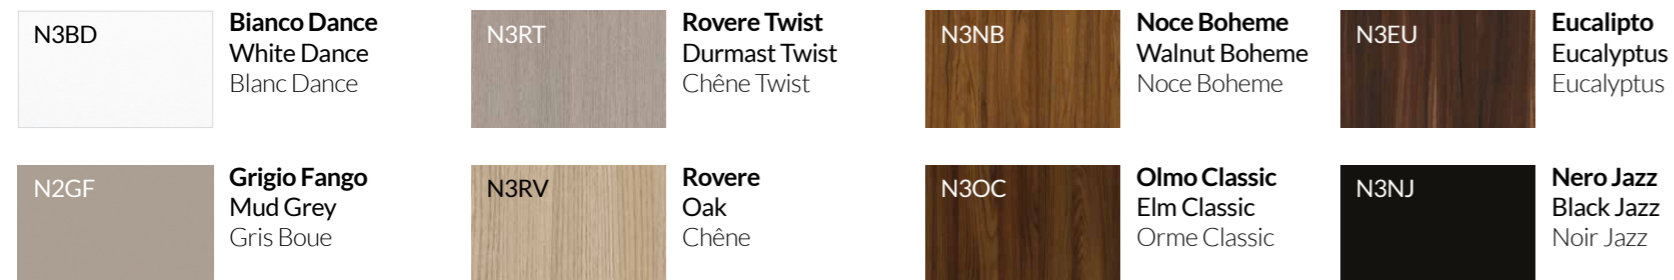 N3BD
Bianco Dance
White Dance
Blanc Dance
N3RT
Rovere Twist
Durmast Twist
Chêne Twist
N3NB
Noce Boheme
Walnut Boheme
Noce Boheme
N3EU
Eucalipto
Eucalyptus
Eucalyptus
N2GF
Grigio Fango
Mud Grey
Gris Boue
N3RV
Rovere
Oak
Chêne
N3OC
Olmo Classic
Elm Classic
Orme Classic
N3NJ
Nero Jazz
Black Jazz
Noir Jazz